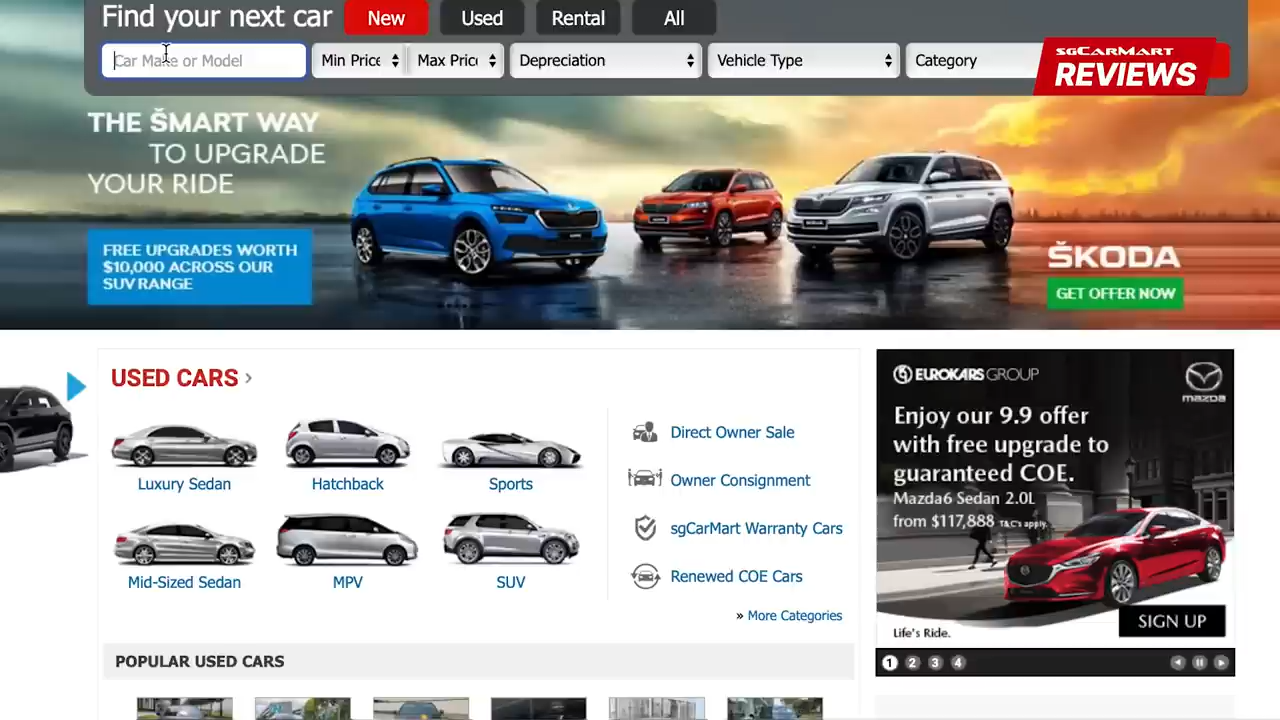 Find your next car
New
Used
Rental
All
Car Make or Model
Min Price
Max Pric
Depreciation
Vehicle Type
Category
sgCarMart
REVIEWS
THE ŠMART WAY
TO UPGRADE
YOUR RIDE
FREE UPGRADES WORTH
$10,000 ACROSS OUR
SUV RANGE
ŠKODA
GET OFFER NOW
USED CARS ›
Luxury Sedan
Hatchback
Sports
Mid-Sized Sedan
MPV
SUV
Direct Owner Sale
Owner Consignment
sgCarMart Warranty Cars
Renewed COE Cars
» More Categories
POPULAR USED CARS
EUROKARS GROUP
mazda
Enjoy our 9.9 offer
with free upgrade to
guaranteed COE.
Mazda6 Sedan 2.0L
from $117,888 T&C's apply.
Life's Ride.
SIGN UP
1 2 3 4